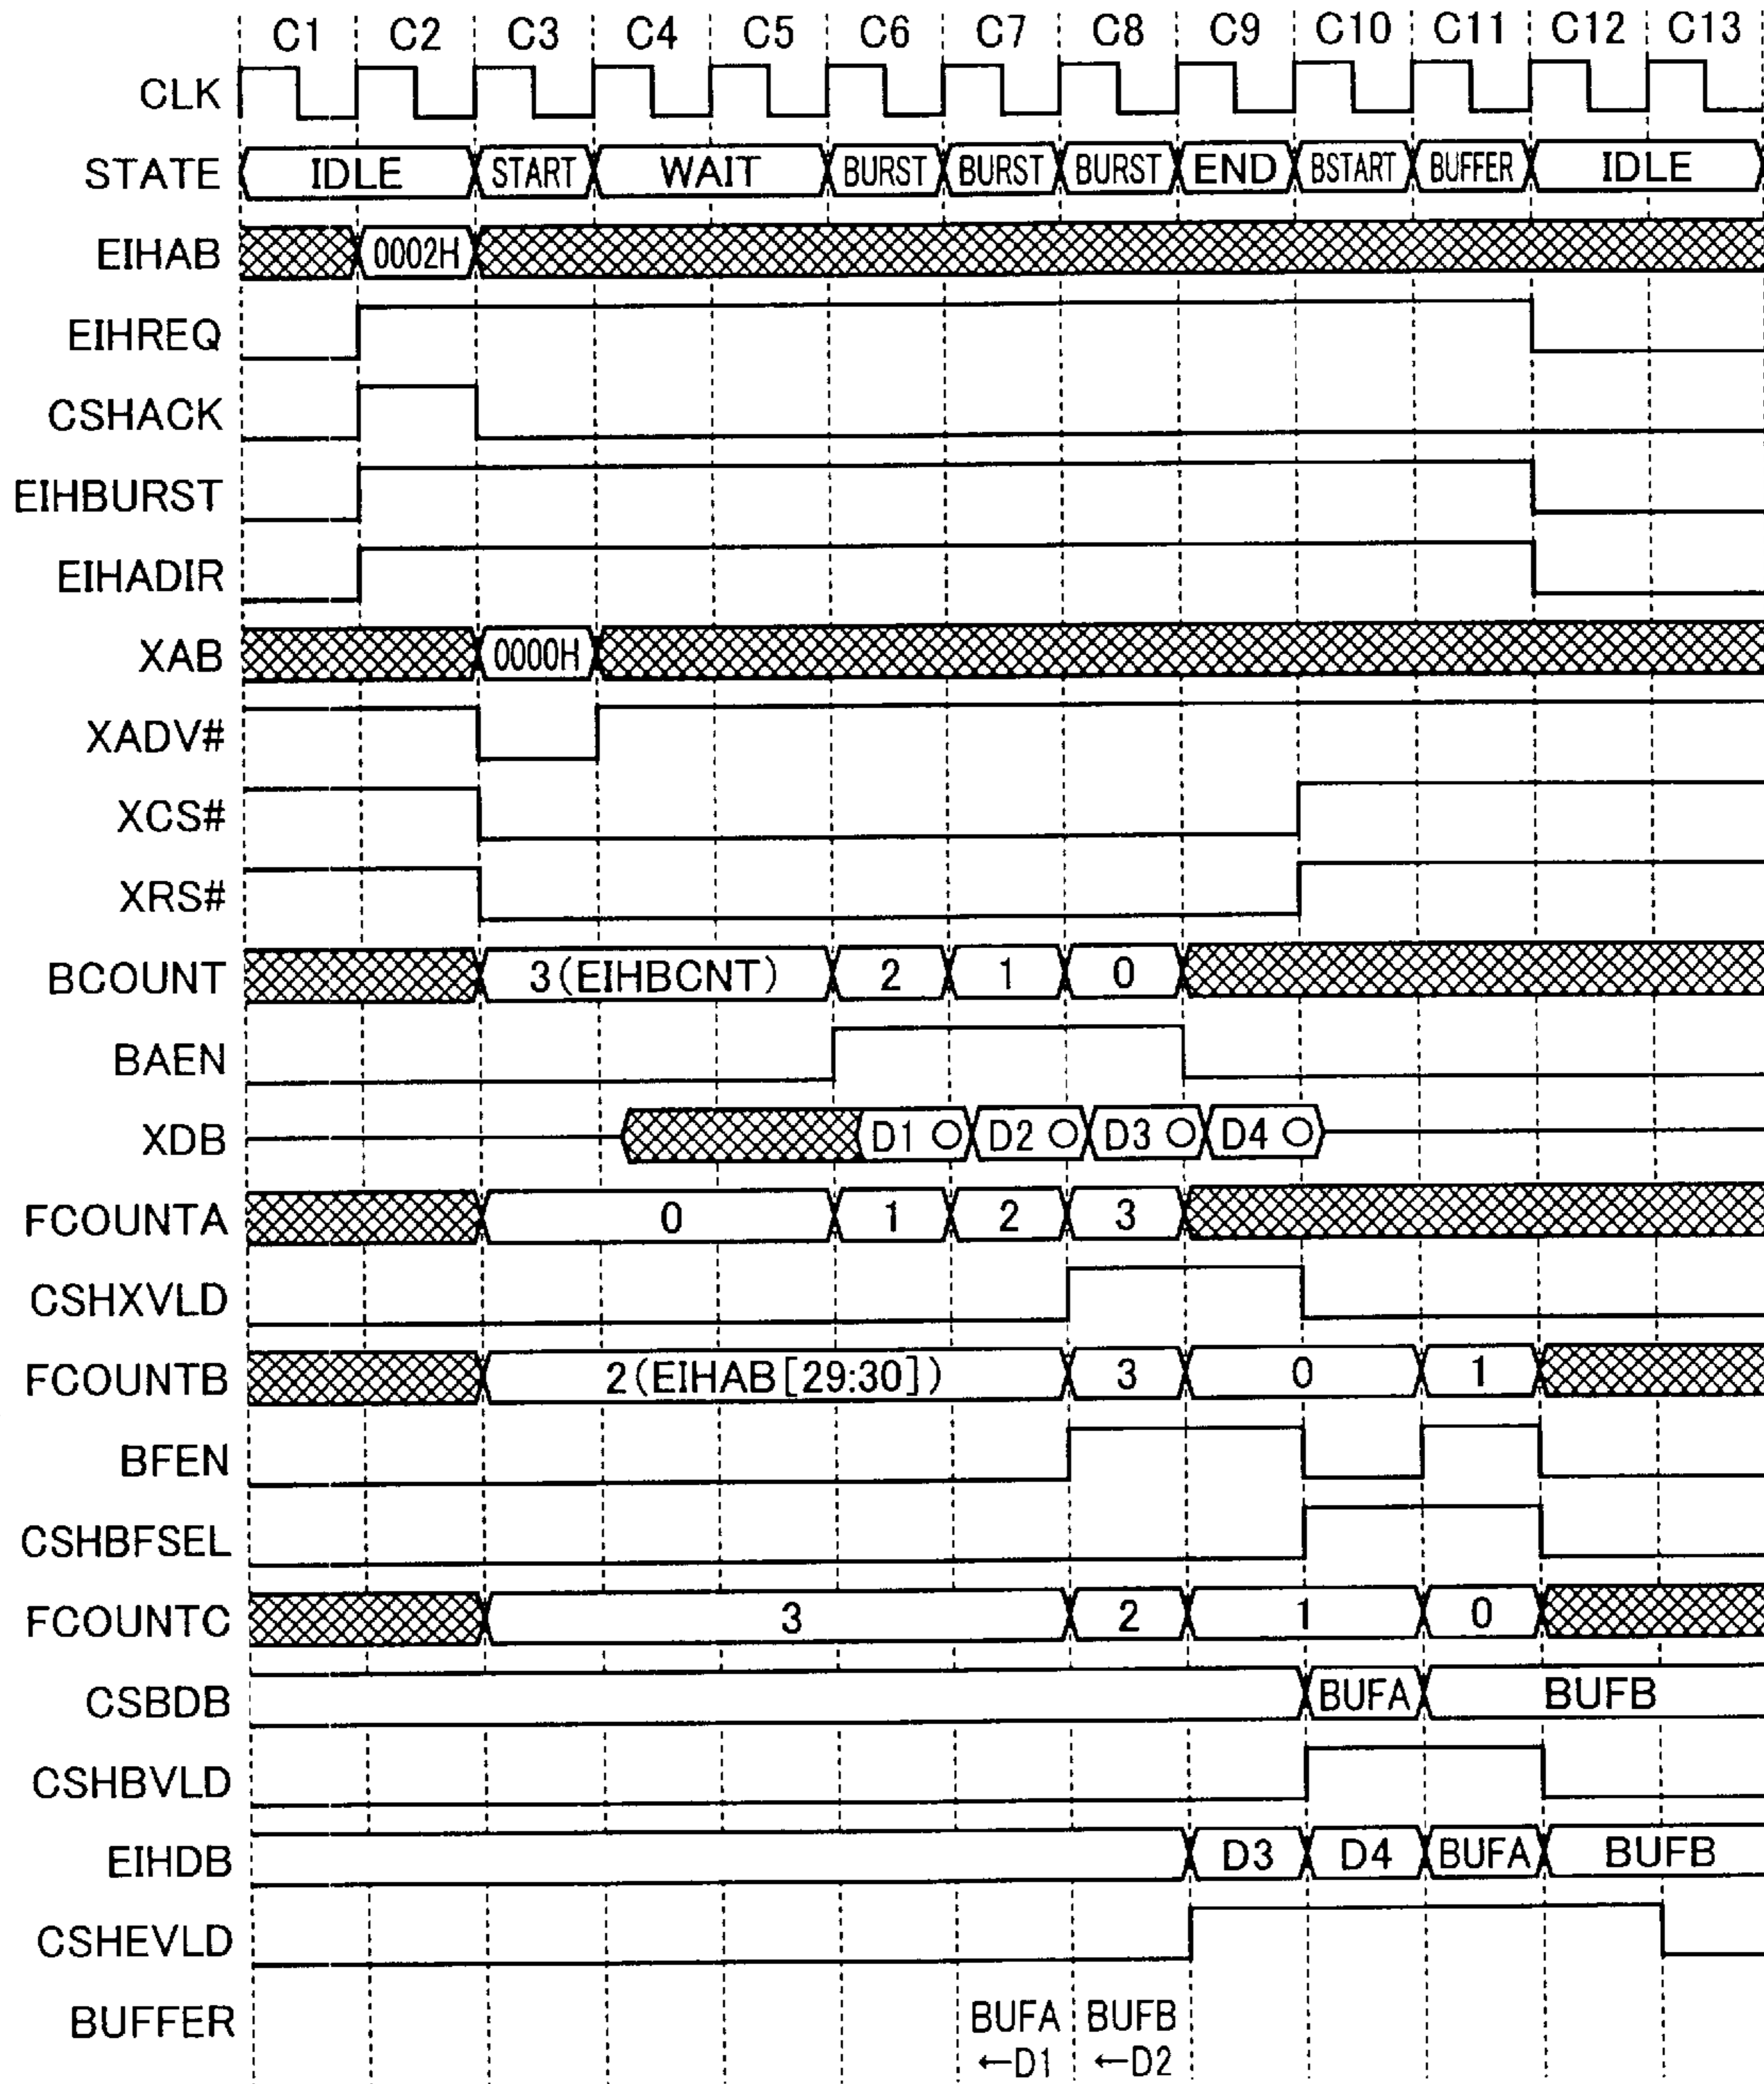 C1 C2 C3 C4 C5 C6 C7 C8 C9 C10 C11 C12 C13
CLK
STATE IDLE START WAIT BURST BURST BURST END BSTART BUFFER IDLE
EIHAB 0002H
EIHREQ
CSHACK
EIHBURST
EIHADIR
XAB 0000H
XADV#
XCS#
XRS#
BCOUNT 3(EIHBCNT) 2 1 0
BAEN
XDB D1 D2 D3 D4
FCOUNTA 0 1 2 3
CSHXVLD
FCOUNTB 2(EIHAB[29:30]) 3 0 1
BFEN
CSHBFSEL
FCOUNTC 3 2 1 0
CSBDB BUFA BUFB
CSHBVLD
EIHDB D3 D4 BUFA BUFB
CSHEVLD
BUFFER BUFA BUFB
←D1 ←D2